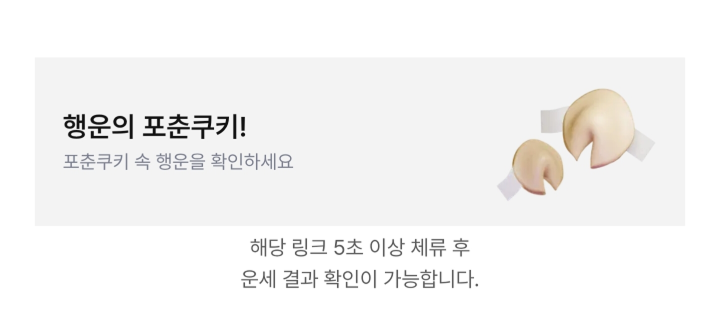 행운의 포춘쿠키!
포춘쿠키 속 행운을 확인하세요
해당 링크 5초 이상 체류 후
운세 결과 확인이 가능합니다.